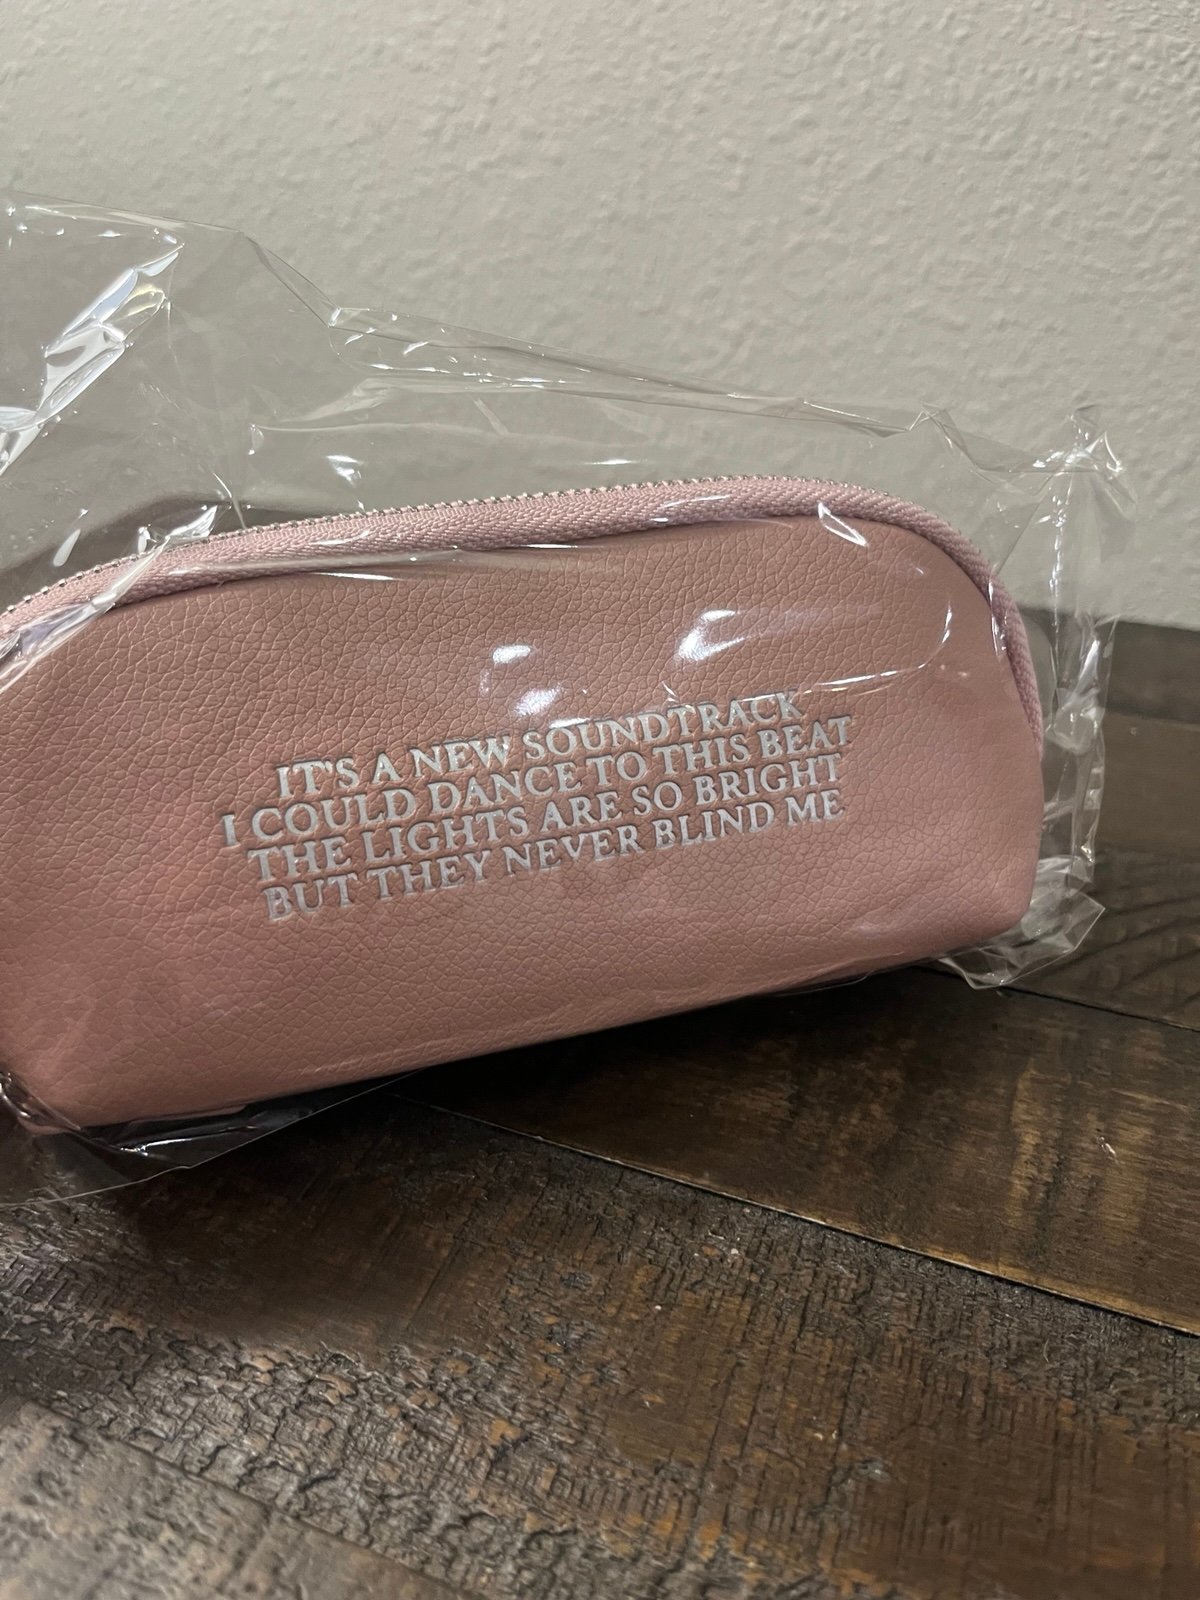 IT'S A NEW SOUNDTRACK
I COULD DANCE TO THIS BEAT
THE LIGHTS ARE SO BRIGHT
BUT THEY NEVER BLIND ME